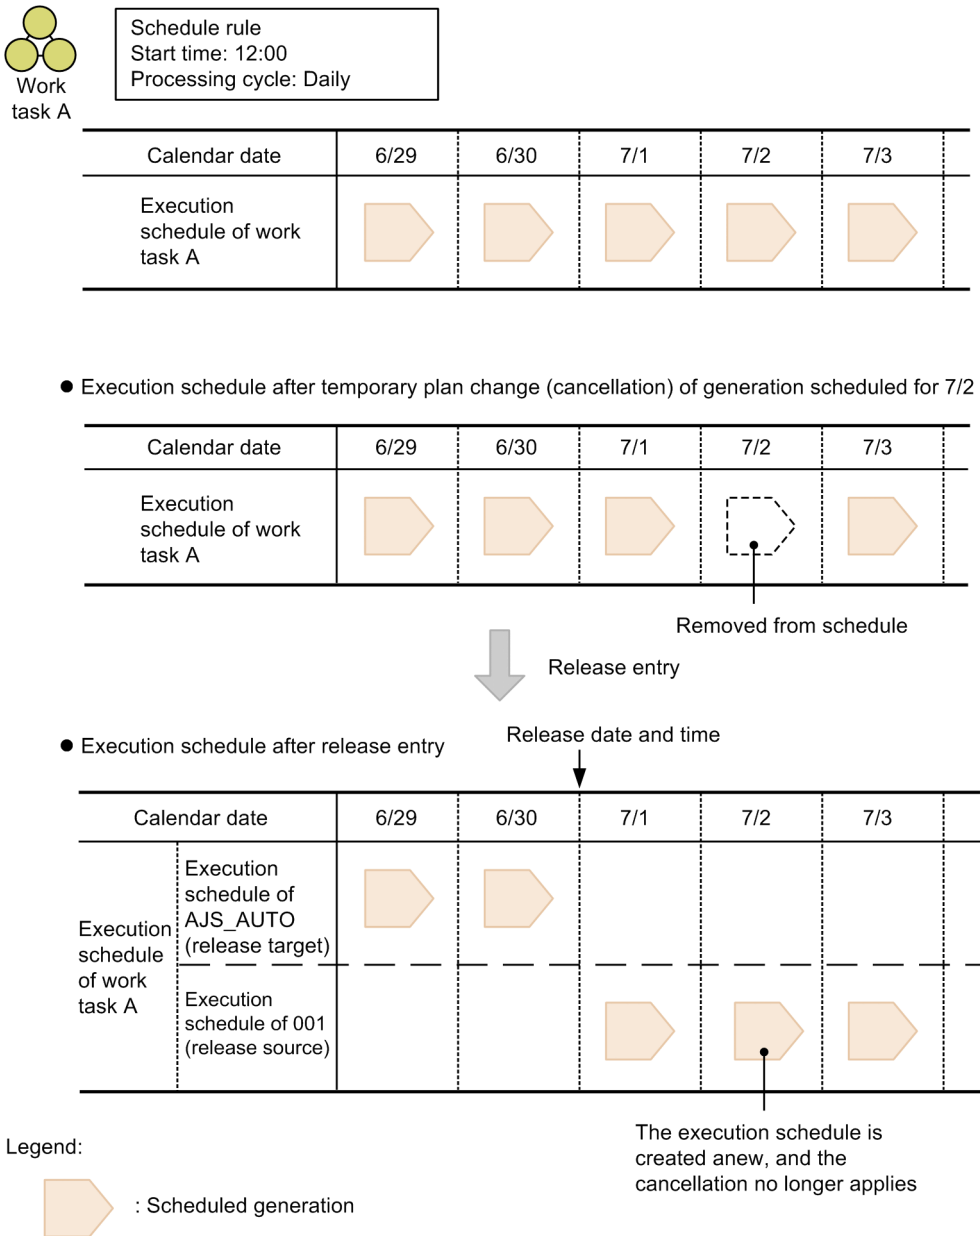 Work
task A
Schedule rule
Start time: 12:00
Processing cycle: Daily
Calendar date 6/29 6/30 7/1 7/2 7/3
Execution
schedule of work
task A
● Execution schedule after temporary plan change (cancellation) of generation scheduled for 7/2
Calendar date 6/29 6/30 7/1 7/2 7/3
Execution
schedule of work
task A
Removed from schedule
Release entry
● Execution schedule after release entry
Release date and time
Calendar date 6/29 6/30 7/1 7/2 7/3
Execution
schedule
of work
task A
Execution
schedule of
AJS_AUTO
(release target)
Execution
schedule of 001
(release source)
The execution schedule is
created anew, and the
cancellation no longer applies
Legend:
: Scheduled generation